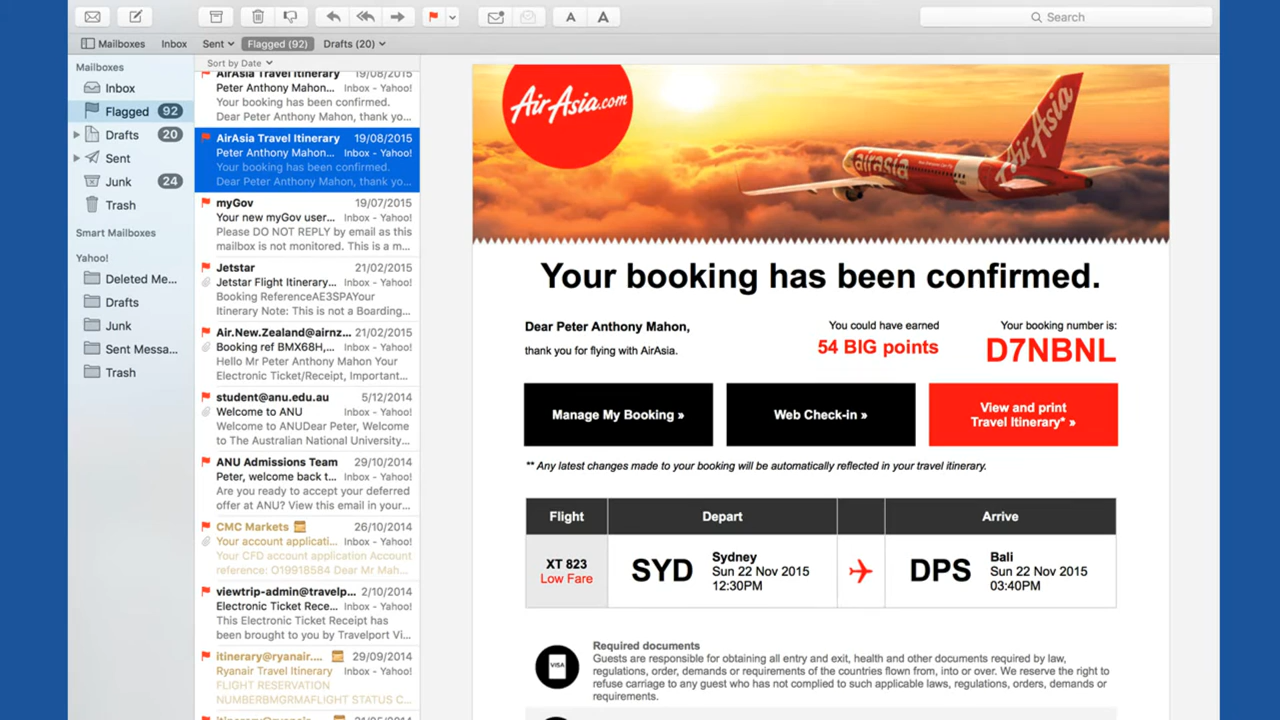 Search
Mailboxes
Inbox
Sent
Flagged (92)
Drafts (20)
Mailboxes
Inbox
Flagged 92
Drafts 20
Sent
Junk 24
Trash
Smart Mailboxes
Yahoo!
Deleted Me...
Drafts
Junk
Sent Messa...
Trash
Sort by Date
AirAsia Travel Itinerary 19/08/2015
Peter Anthony Mahon... Inbox - Yahoo!
Your booking has been confirmed.
Dear Peter Anthony Mahon, thank yo...
AirAsia Travel Itinerary 19/08/2015
Peter Anthony Mahon... Inbox - Yahoo!
Your booking has been confirmed.
Dear Peter Anthony Mahon, thank yo...
myGov 19/07/2015
Your new myGov user... Inbox - Yahoo!
Please DO NOT REPLY by email as this
mailbox is not monitored. This is a m...
Jetstar 21/02/2015
Jetstar Flight Itinerary... Inbox - Yahoo!
Booking ReferenceAE3SPAYour
Itinerary Note: This is not a Boarding...
Air.New.Zealand@airnz... 21/02/2015
Booking ref BMX68H,... Inbox - Yahoo!
Hello Mr Peter Anthony Mahon Your
Electronic Ticket/Receipt, Important...
student@anu.edu.au 5/12/2014
Welcome to ANU Inbox - Yahoo!
Welcome to ANUDear Peter, Welcome
to The Australian National University...
ANU Admissions Team 29/10/2014
Peter, welcome back t... Inbox - Yahoo!
Are you ready to accept your deferred
offer at ANU? View this email in your...
CMC Markets 26/10/2014
Your account applicati... Inbox - Yahoo!
Your CFD account application Account
reference: O19918584 Dear Mr Mah...
viewtrip-admin@travelp... 2/10/2014
Electronic Ticket Rece... Inbox - Yahoo!
This Electronic Ticket Receipt has
been brought to you by Travelport Vi...
itinerary@ryanair.... 29/09/2014
Ryanair Travel Itinerary Inbox - Yahoo!
FLIGHT RESERVATION
NUMBERBMGRMAFLIGHT STATUS C...
AirAsia.com
airasia
AirAsia
Your booking has been confirmed.
Dear Peter Anthony Mahon,
thank you for flying with AirAsia.
You could have earned
54 BIG points
Your booking number is:
D7NBNL
Manage My Booking »
Web Check-in »
View and print
Travel Itinerary* »
** Any latest changes made to your booking will be automatically reflected in your travel itinerary.
Flight Depart Arrive
XT 823
Low Fare
SYD
Sydney
Sun 22 Nov 2015
12:30PM
DPS
Bali
Sun 22 Nov 2015
03:40PM
VISA
Required documents
Guests are responsible for obtaining all entry and exit, health and other documents required by law,
regulations, order, demands or requirements of the countries flown from, into or over. We reserve the right to
refuse carriage to any guest who has not complied to such applicable laws, regulations, orders, demands or
requirements.